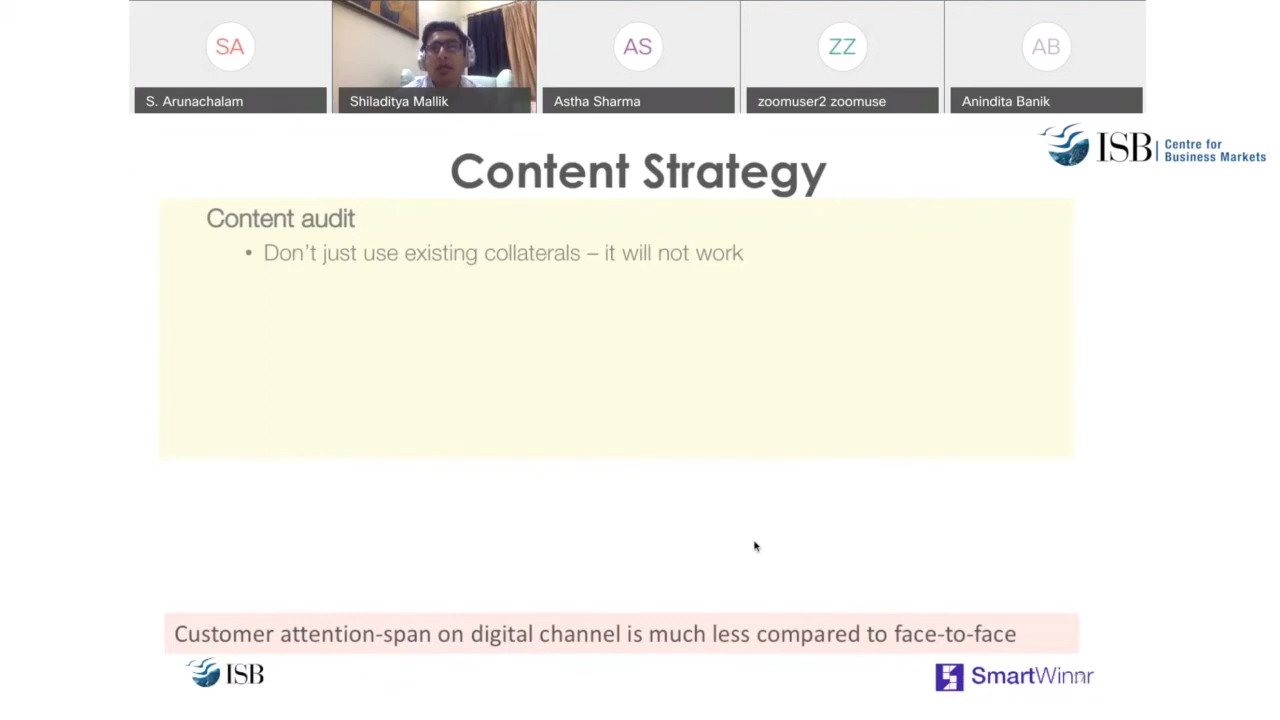 SA
AS
ZZ
AB
S. Arunachalam
Shiladitya Mallik
Astha Sharma
zoomuser2 zoomuse
Anindita Banik
ISB
Centre for
Business Markets
Content Strategy
Content audit
• Don't just use existing collaterals – it will not work
Customer attention-span on digital channel is much less compared to face-to-face
ISB
SmartWinnr